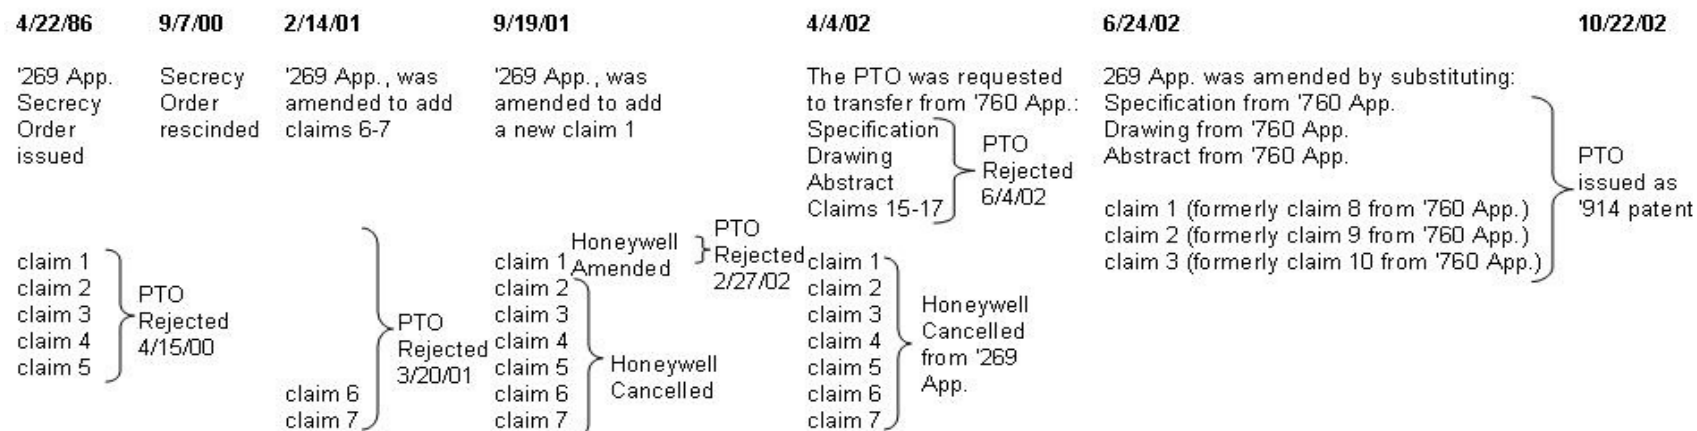 4/22/86
'269 App.
Secrecy
Order
issued
claim 1
claim 2
claim 3
claim 4
claim 5
PTO
Rejected
4/15/00
9/7/00
Secrecy
Order
rescinded
2/14/01
'269 App., was
amended to add
claims 6-7
claim 6
claim 7
PTO
Rejected
3/20/01
9/19/01
'269 App., was
amended to add
a new claim 1
claim 1
Honeywell
Amended
PTO
Rejected
2/27/02
claim 2
claim 3
claim 4
claim 5
claim 6
claim 7
Honeywell
Cancelled
4/4/02
The PTO was requested
to transfer from '760 App.:
Specification
Drawing
Abstract
Claims 15-17
PTO
Rejected
6/4/02
claim 1
claim 2
claim 3
claim 4
claim 5
claim 6
claim 7
Honeywell
Cancelled
from '269
App.
6/24/02
269 App. was amended by substituting:
Specification from '760 App.
Drawing from '760 App.
Abstract from '760 App.
claim 1 (formerly claim 8 from '760 App.)
claim 2 (formerly claim 9 from '760 App.)
claim 3 (formerly claim 10 from '760 App.)
10/22/02
PTO
issued as
'914 patent